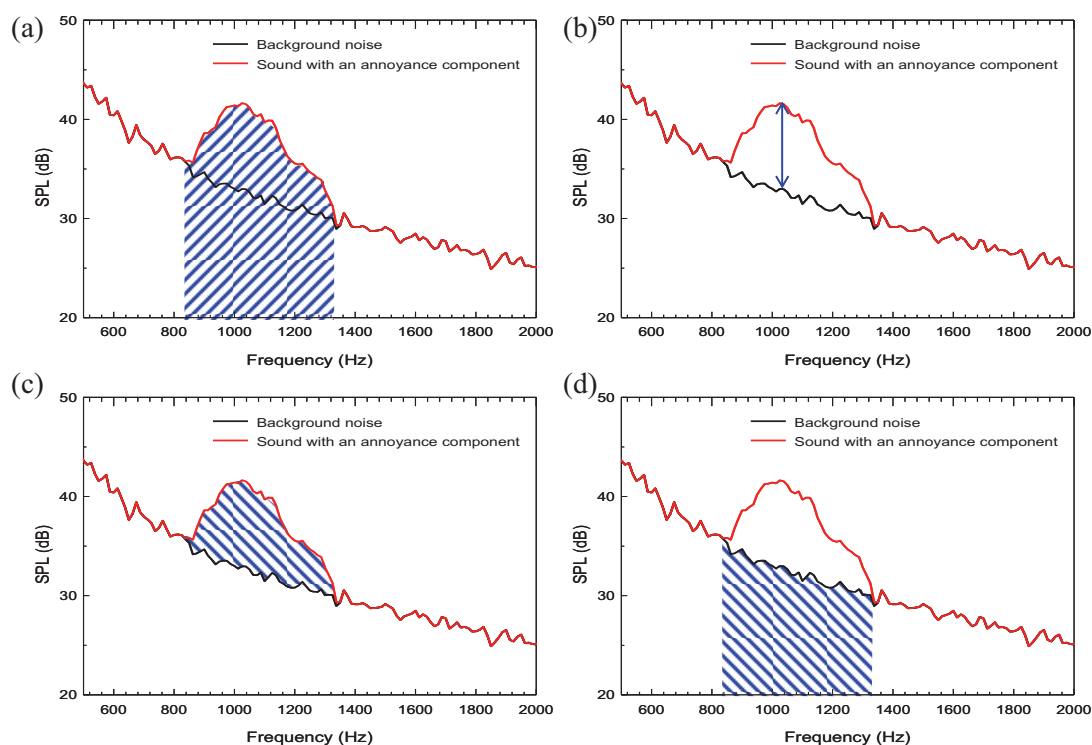 (a)
Background noise
Sound with an annoyance component
50
40
30
20
SPL (dB)
600 800 1000 1200 1400 1600 1800 2000
Frequency (Hz)
(b)
Background noise
Sound with an annoyance component
50
40
30
20
SPL (dB)
600 800 1000 1200 1400 1600 1800 2000
Frequency (Hz)
(c)
Background noise
Sound with an annoyance component
50
40
30
20
SPL (dB)
600 800 1000 1200 1400 1600 1800 2000
Frequency (Hz)
(d)
Background noise
Sound with an annoyance component
50
40
30
20
SPL (dB)
600 800 1000 1200 1400 1600 1800 2000
Frequency (Hz)